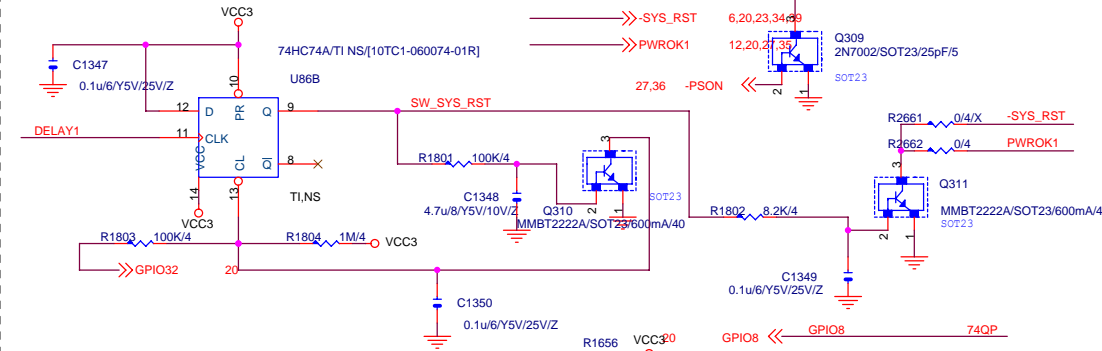 VCC3
-SYS_RST 6,20,23,34,39
3
Q309
2N7002/SOT23/25pF/5
PWROK1 12,20,27,35
74HC74A/TI NS/[10TC1-060074-01R]
C1347
0.1u/6/Y5V/25V/Z
10
U86B
SOT23
27,36 -PSON
2
1
12 D PR Q 9
SW_SYS_RST
R2661 0/4/X -SYS_RST
DELAY1
11 CLK
R2662 0/4 PWROK1
VCC CL Q 8
R1801 100K/4
3
3
14
13
TI,NS
C1348
4.7u/8/Y5V/10V/Z
SOT23
Q311
VCC3
Q310
2
1
R1802 8.2K/4
MMBT2222A/SOT23/600mA/4
MMBT2222A/SOT23/600mA/40
SOT23
R1803 100K/4
R1804 1M/4
VCC3
2
1
GPIO32 20
C1349
0.1u/6/Y5V/25V/Z
C1350
0.1u/6/Y5V/25V/Z
R1656
VCC3
20
GPIO8
GPIO8
74QP